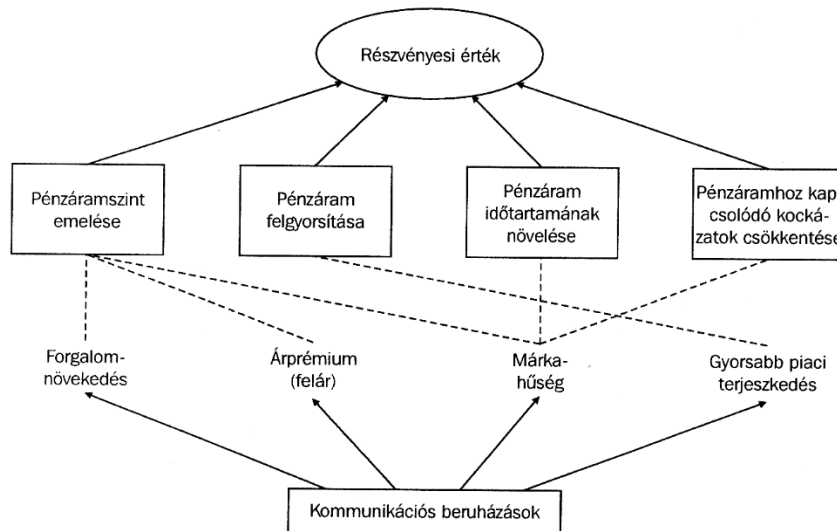 Részvényesi érték
Pénzáramszint
emelése
Pénzáram
felgyorsítása
Pénzáram
időtartamának
növelése
Pénzáramhoz kap
csolódó kocká-
zatok csökkentése
Forgalom-
növekedés
Árprémium
(felár)
Márka-
hűség
Gyorsabb piaci
terjeszkedés
Kommunikációs beruházások